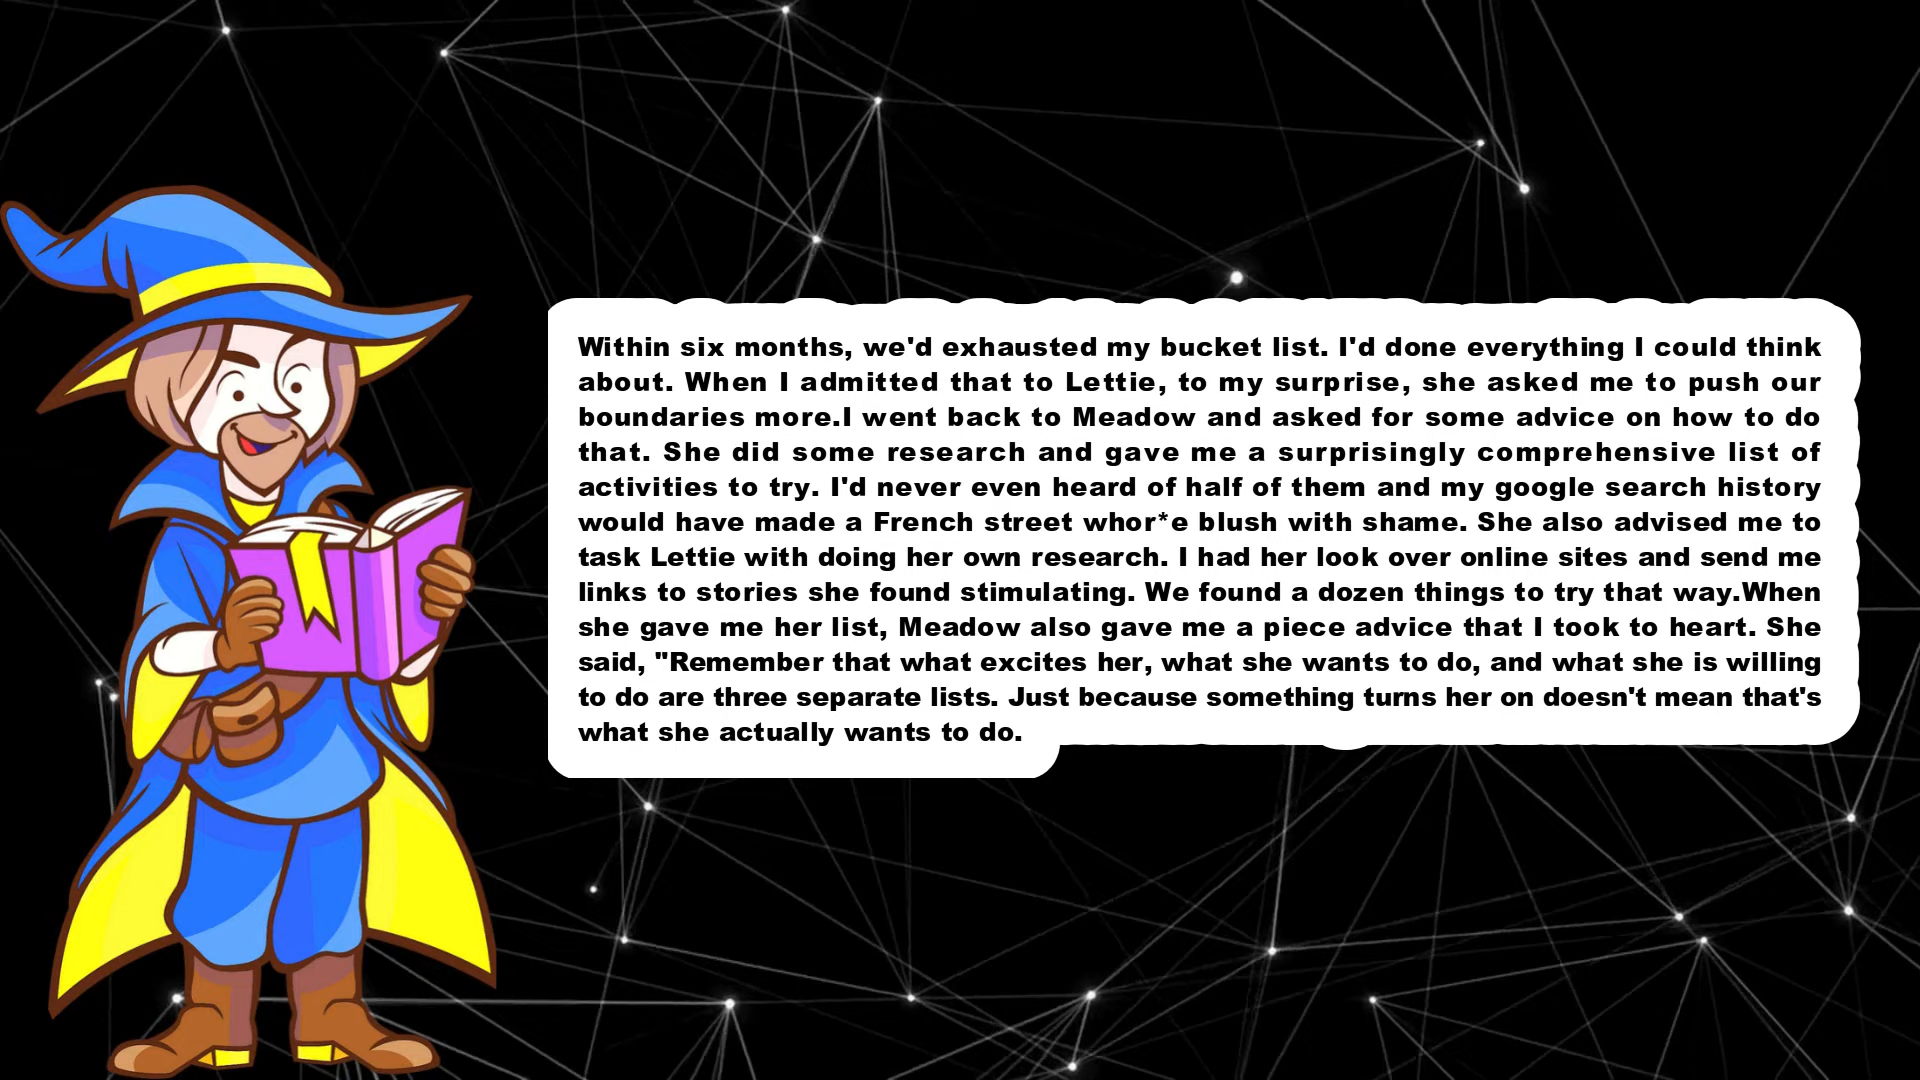 Within six months, we'd exhausted my bucket list. I'd done everything I could think
about. When I admitted that to Lettie, to my surprise, she asked me to push our
boundaries more.I went back to Meadow and asked for some advice on how to do
that. She did some research and gave me a surprisingly comprehensive list of
activities to try. I'd never even heard of half of them and my google search history
would have made a French street whor*e blush with shame. She also advised me to
task Lettie with doing her own research. I had her look over online sites and send me
links to stories she found stimulating. We found a dozen things to try that way.When
she gave me her list, Meadow also gave me a piece advice that I took to heart. She
said, "Remember that what excites her, what she wants to do, and what she is willing
to do are three separate lists. Just because something turns her on doesn't mean that's
what she actually wants to do.